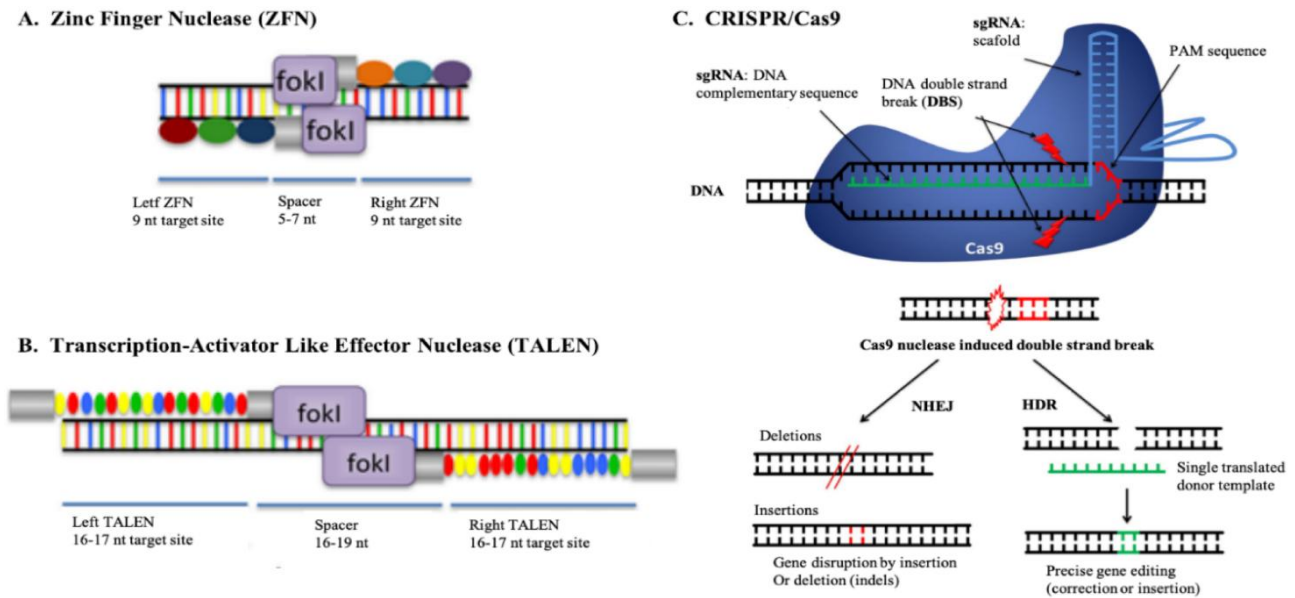 A. Zinc Finger Nuclease (ZFN)
fokI
fokI
Letf ZFN
9 nt target site
Spacer
5-7 nt
Right ZFN
9 nt target site
B. Transcription-Activator Like Effector Nuclease (TALEN)
fokI
fokI
Left TALEN
16-17 nt target site
Spacer
16-19 nt
Right TALEN
16-17 nt target site
C. CRISPR/Cas9
sgRNA:
scafold
PAM sequence
sgRNA: DNA
complementary sequence
DNA double strand
break (DBS)
DNA
Cas9
Cas9 nuclease induced double strand break
NHEJ
HDR
Deletions
Insertions
Gene disruption by insertion
Or deletion (indels)
Single translated
donor template
Precise gene editing
(correction or insertion)